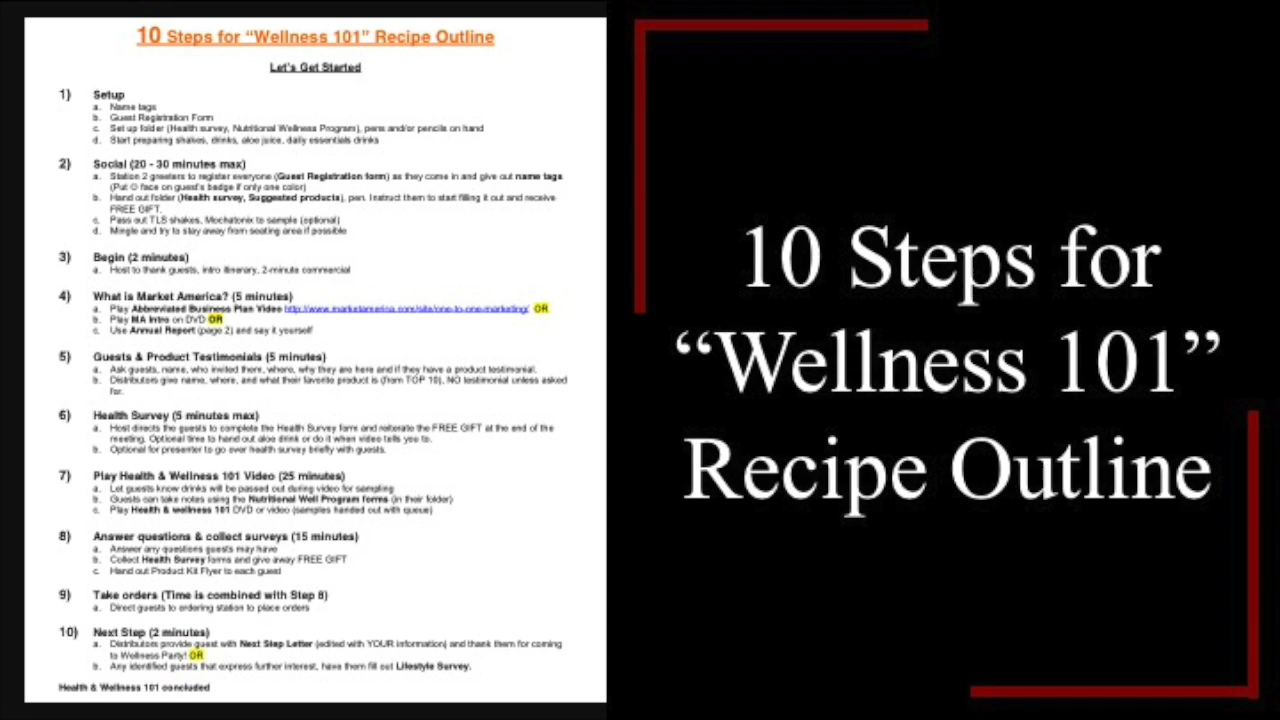 10 Steps for “Wellness 101” Recipe Outline
Let's Get Started
1) Setup
a. Name tags
b. Guest Registration Form
c. Set up folder (Health survey, Nutritional Wellness Program), pens and/or pencils on hand
d. Start preparing shakes, drinks, aloe juice, daily essentials drinks
2) Social (20 - 30 minutes max)
a. Station 2 greeters to register everyone (Guest Registration form) as they come in and give out name tags
(Put ☺ face on guest's badge if only one color)
b. Hand out folder (Health survey, Suggested products), pen. Instruct them to start filling it out and receive
FREE GIFT.
c. Pass out TLS shakes, Mochatonix to sample (optional)
d. Mingle and try to stay away from seating area if possible
3) Begin (2 minutes)
a. Host to thank guests, intro itinerary, 2-minute commercial
4) What is Market America? (5 minutes)
a. Play Abbreviated Business Plan Video http://www.marketamerica.com/site/one-to-one-marketing/ OR
b. Play MA Intro on DVD OR
c. Use Annual Report (page 2) and say it yourself
5) Guests & Product Testimonials (5 minutes)
a. Ask guests, name, who invited them, where, why they are here and if they have a product testimonial.
b. Distributors give name, where, and what their favorite product is (from TOP 10), NO testimonial unless asked
for.
6) Health Survey (5 minutes max)
a. Host directs the guests to complete the Health Survey form and reiterate the FREE GIFT at the end of the
meeting. Optional time to hand out aloe drink or do it when video tells you to.
b. Optional for presenter to go over health survey briefly with guests.
7) Play Health & Wellness 101 Video (25 minutes)
a. Let guests know drinks will be passed out during video for sampling
b. Guests can take notes using the Nutritional Well Program forms (in their folder)
c. Play Health & wellness 101 DVD or video (samples handed out with queue)
8) Answer questions & collect surveys (15 minutes)
a. Answer any questions guests may have
b. Collect Health Survey forms and give away FREE GIFT
c. Hand out Product Kit Flyer to each guest
9) Take orders (Time is combined with Step 8)
a. Direct guests to ordering station to place orders
10) Next Step (2 minutes)
a. Distributors provide guest with Next Step Letter (edited with YOUR information) and thank them for coming
to Wellness Party! OR
b. Any identified guests that express further interest, have them fill out Lifestyle Survey.
Health & Wellness 101 concluded
10 Steps for
“Wellness 101”
Recipe Outline